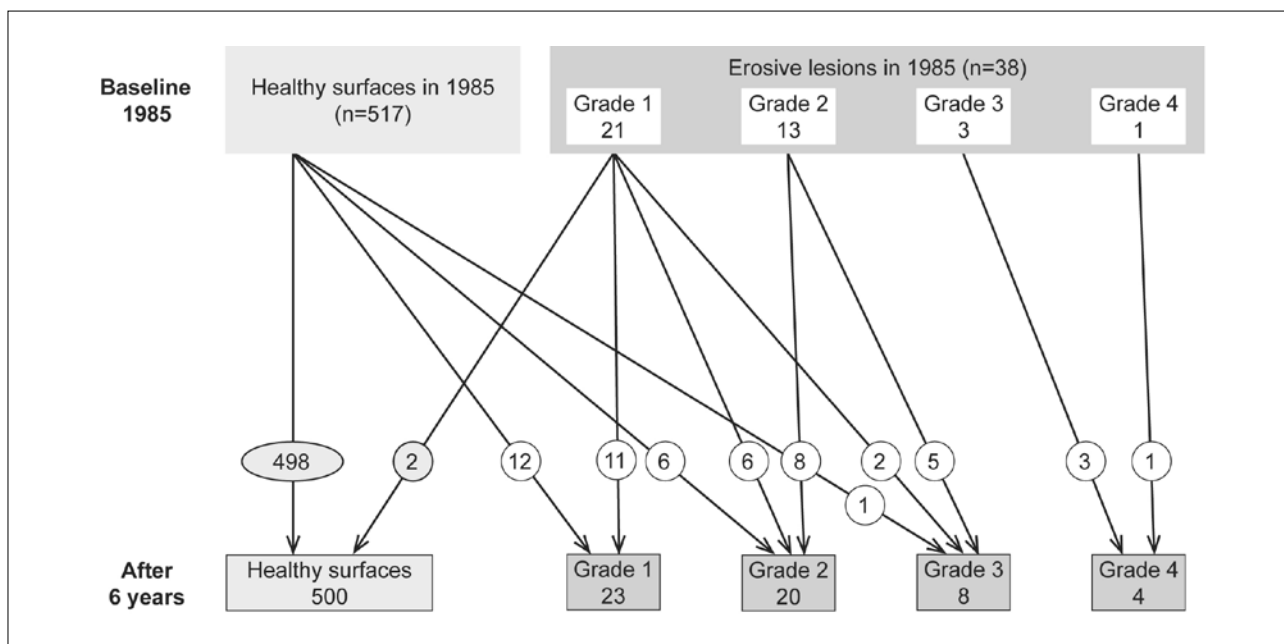 Baseline
1985
Healthy surfaces in 1985
(n=517)
Erosive lesions in 1985 (n=38)
Grade 1
21
Grade 2
13
Grade 3
3
Grade 4
1
498
2
12
11
6
6
8
2
5
3
1
1
After
6 years
Healthy surfaces
500
Grade 1
23
Grade 2
20
Grade 3
8
Grade 4
4